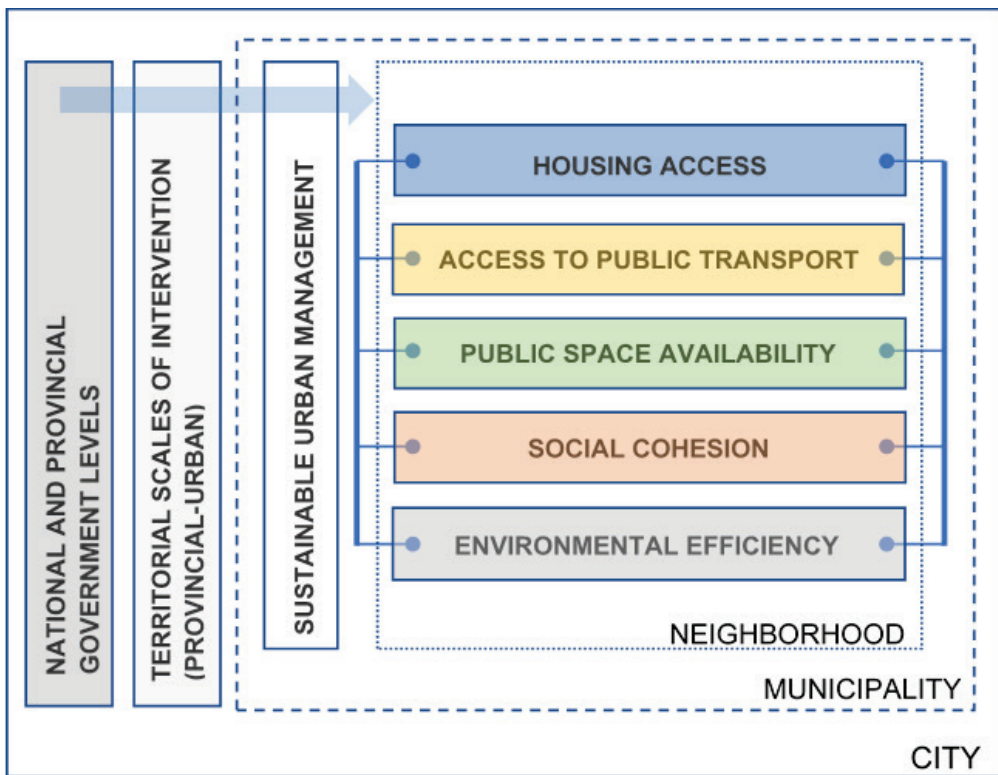 NATIONAL AND PROVINCIAL
GOVERNMENT LEVELS
TERRITORIAL SCALES OF INTERVENTION
(PROVINCIAL-URBAN)
SUSTAINABLE URBAN MANAGEMENT
HOUSING ACCESS
ACCESS TO PUBLIC TRANSPORT
PUBLIC SPACE AVAILABILITY
SOCIAL COHESION
ENVIRONMENTAL EFFICIENCY
NEIGHBORHOOD
MUNICIPALITY
CITY